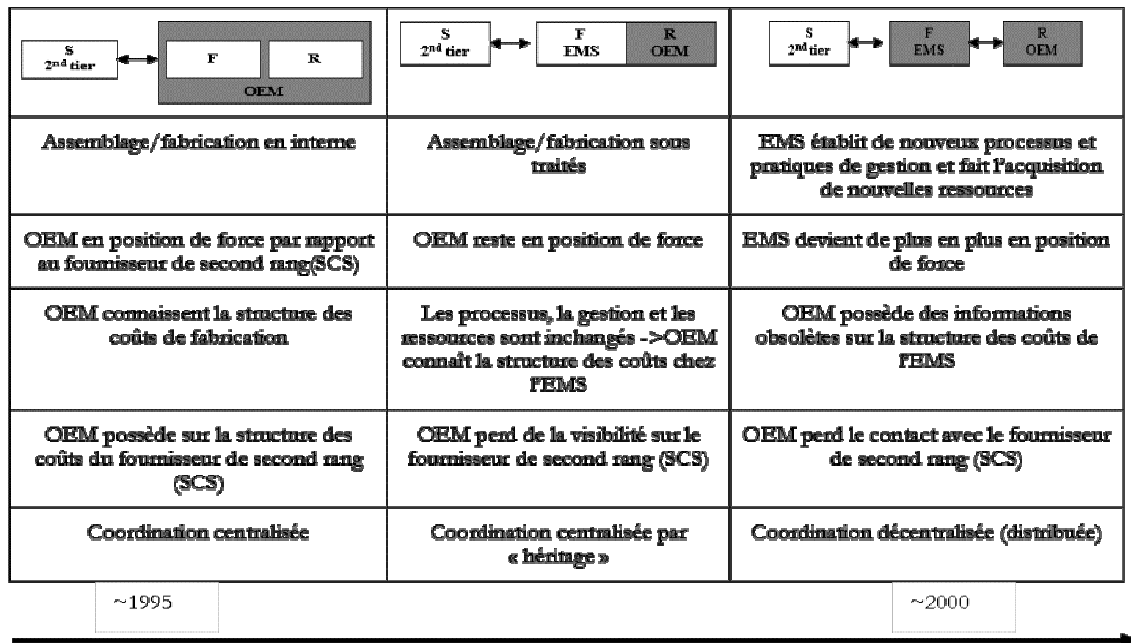 S
2nd tier
F
R
OEM
S
2nd tier
F
EMS
R
OEM
S
2nd tier
F
EMS
R
OEM
Assemblage/fabrication en interne
Assemblage/fabrication sous
traités
EMS établit de nouveux processus et
pratiques de gestion et fait l'acquisition
de nouvelles ressources
OEM en position de force par rapport
au fournisseur de second rang(SCS)
OEM reste en position de force
EMS devient de plus en plus en position
de force
OEM connaissent la structure des
coûts de fabrication
Les processus, la gestion et les
ressources sont inchangés ->OEM
connaît la structure des coûts chez
l'EMS
OEM possède des informations
obsolètes sur la structure des coûts de
l'EMS
OEM possède sur la structure des
coûts du fournisseur de second rang
(SCS)
OEM perd de la visibilité sur le
fournisseur de second rang (SCS)
OEM perd le contact avec le fournisseur
de second rang (SCS)
Coordination centralisée
Coordination centralisée par
« héritage »
Coordination décentralisée (distribuée)
~1995
~2000